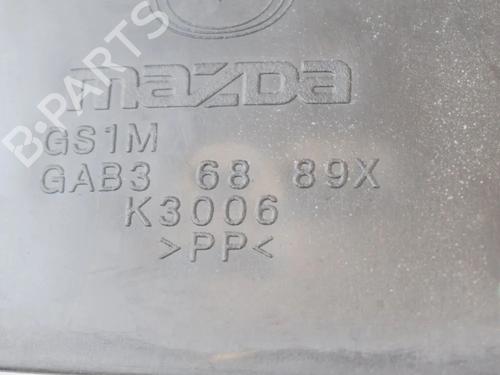 B-PARTS
mazda
GS1M
GAB3 68 89X
K3006
>PP<